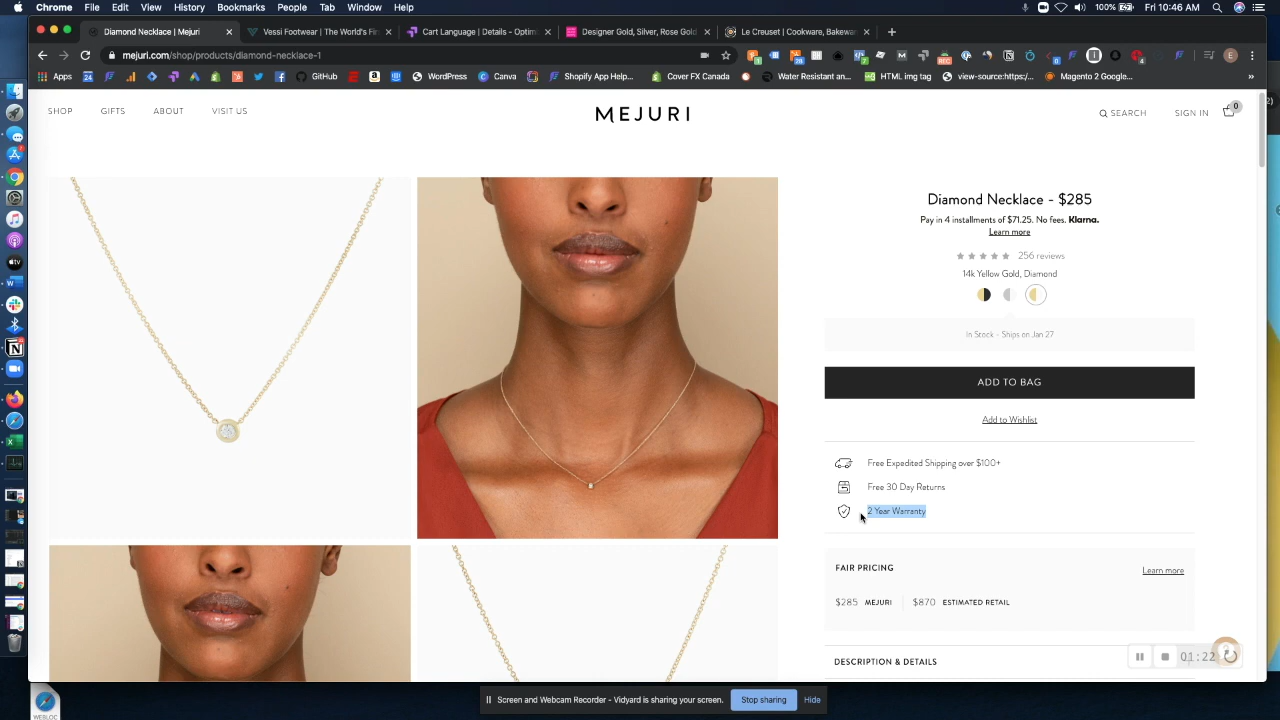 Chrome File Edit View History Bookmarks People Tab Window Help 100% Fri 10:46 AM
Diamond Necklace | Mejuri Vessi Footwear | The World's Fir Cart Language | Details - Optim Designer Gold, Silver, Rose Gol Le Creuset | Cookware, Bakewar
mejuri.com/shop/products/diamond-necklace-1
Apps GitHub WordPress Canva Shopify App Help... Cover FX Canada Water Resistant an... HTML img tag view-source:https:/... Magento 2 Google... »
SHOP GIFTS ABOUT VISIT US MEJURI SEARCH SIGN IN 0
Diamond Necklace - $285
Pay in 4 installments of $71.25. No fees. Klarna.
Learn more
256 reviews
14k Yellow Gold, Diamond
In Stock - Ships on Jan 27
ADD TO BAG
Add to Wishlist
Free Expedited Shipping over $100+
Free 30 Day Returns
2 Year Warranty
FAIR PRICING Learn more
$285 MEJURI $870 ESTIMATED RETAIL
DESCRIPTION & DETAILS
01:22
Screen and Webcam Recorder - Vidyard is sharing your screen. Stop sharing Hide
WEBLOC